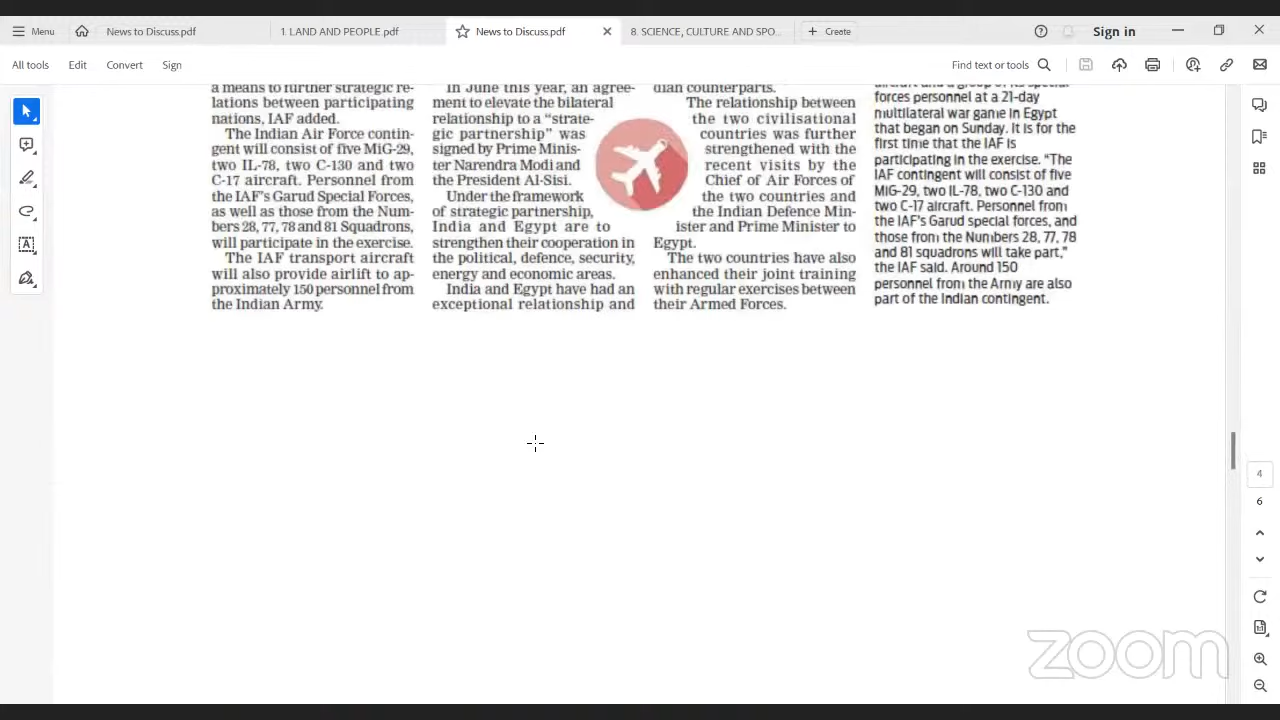 Menu
News to Discuss.pdf
1. LAND AND PEOPLE.pdf
News to Discuss.pdf
8. SCIENCE, CULTURE AND SPO...
Create
Sign in
All tools
Edit
Convert
Sign
Find text or tools
a means to further strategic re-
lations between participating
nations, IAF added.
The Indian Air Force contin-
gent will consist of five MiG-29,
two IL-78, two C-130 and two
C-17 aircraft. Personnel from
the IAF's Garud Special Forces,
as well as those from the Num-
bers 28, 77, 78 and 81 Squadrons,
will participate in the exercise.
The IAF transport aircraft
will also provide airlift to ap-
proximately 150 personnel from
the Indian Army.
In June this year, an agree-
ment to elevate the bilateral
relationship to a "strate-
gic partnership" was
signed by Prime Minis-
ter Narendra Modi and
the President Al-Sisi.
Under the framework
of strategic partnership,
India and Egypt are to
strengthen their cooperation in
the political, defence, security,
energy and economic areas.
India and Egypt have had an
exceptional relationship and
dian counterparts.
The relationship between
the two civilisational
countries was further
strengthened with the
recent visits by the
Chief of Air Forces of
the two countries and
the Indian Defence Min-
ister and Prime Minister to
Egypt.
The two countries have also
enhanced their joint training
with regular exercises between
their Armed Forces.
aircraft and a group of its special
forces personnel at a 21-day
multilateral war game in Egypt
that began on Sunday. It is for the
first time that the IAF is
participating in the exercise. "The
IAF contingent will consist of five
MiG-29, two IL-78, two C-130 and
two C-17 aircraft. Personnel from
the IAF's Garud special forces, and
those from the Numbers 28, 77, 78
and 81 squadrons will take part,"
the IAF said. Around 150
personnel from the Army are also
part of the Indian contingent.
4
6
zoom